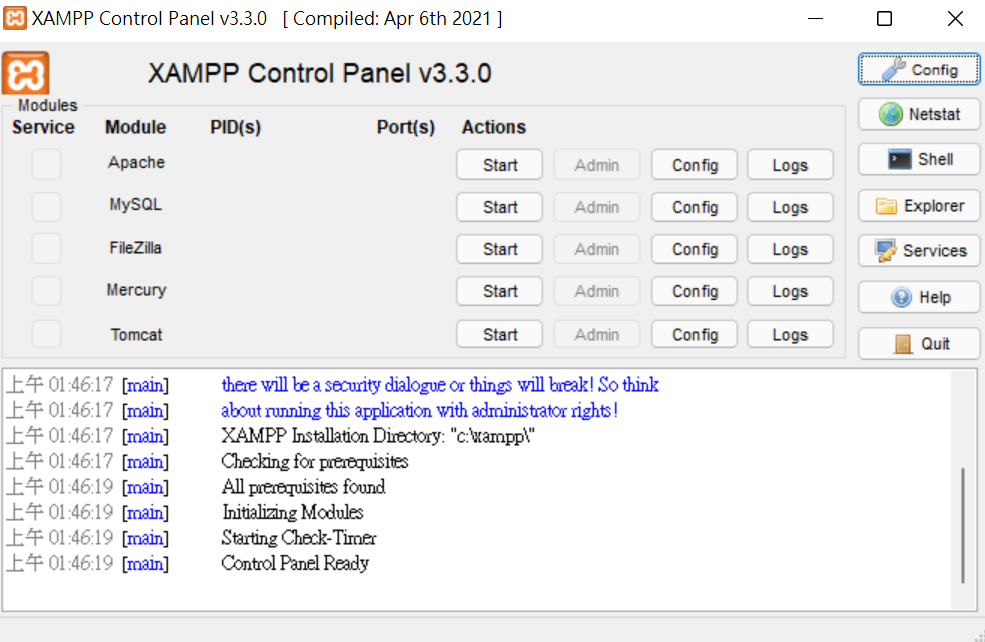 XAMPP Control Panel v3.3.0 [ Compiled: Apr 6th 2021 ]
XAMPP Control Panel v3.3.0
Config
Modules
Service Module PID(s) Port(s) Actions
Netstat
Apache Start Admin Config Logs
Shell
MySQL Start Admin Config Logs
Explorer
FileZilla Start Admin Config Logs
Services
Mercury Start Admin Config Logs
Help
Tomcat Start Admin Config Logs
Quit
上午 01:46:17 [main] there will be a security dialogue or things will break! So think
上午 01:46:17 [main] about running this application with administrator rights!
上午 01:46:17 [main] XAMPP Installation Directory: "c:\xampp\"
上午 01:46:17 [main] Checking for prerequisites
上午 01:46:19 [main] All prerequisites found
上午 01:46:19 [main] Initializing Modules
上午 01:46:19 [main] Starting Check-Timer
上午 01:46:19 [main] Control Panel Ready